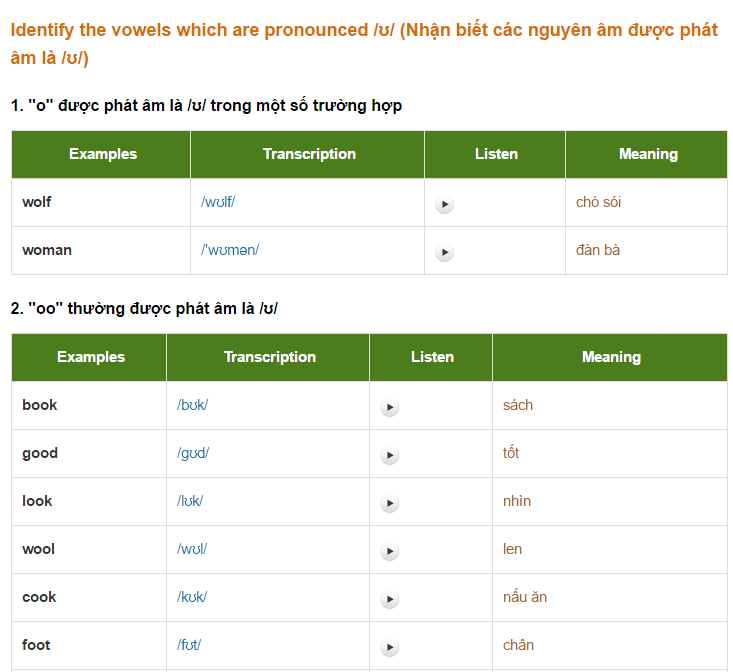 Identify the vowels which are pronounced /ʊ/ (Nhận biết các nguyên âm được phát
âm là /ʊ/)
1. "o" được phát âm là /ʊ/ trong một số trường hợp
Examples Transcription Listen Meaning
wolf /wʊlf/ chó sói
woman /'wʊmən/ đàn bà
2. "oo" thường được phát âm là /ʊ/
Examples Transcription Listen Meaning
book /bʊk/ sách
good /gʊd/ tốt
look /lʊk/ nhìn
wool /wʊl/ len
cook /kʊk/ nấu ăn
foot /fʊt/ chân